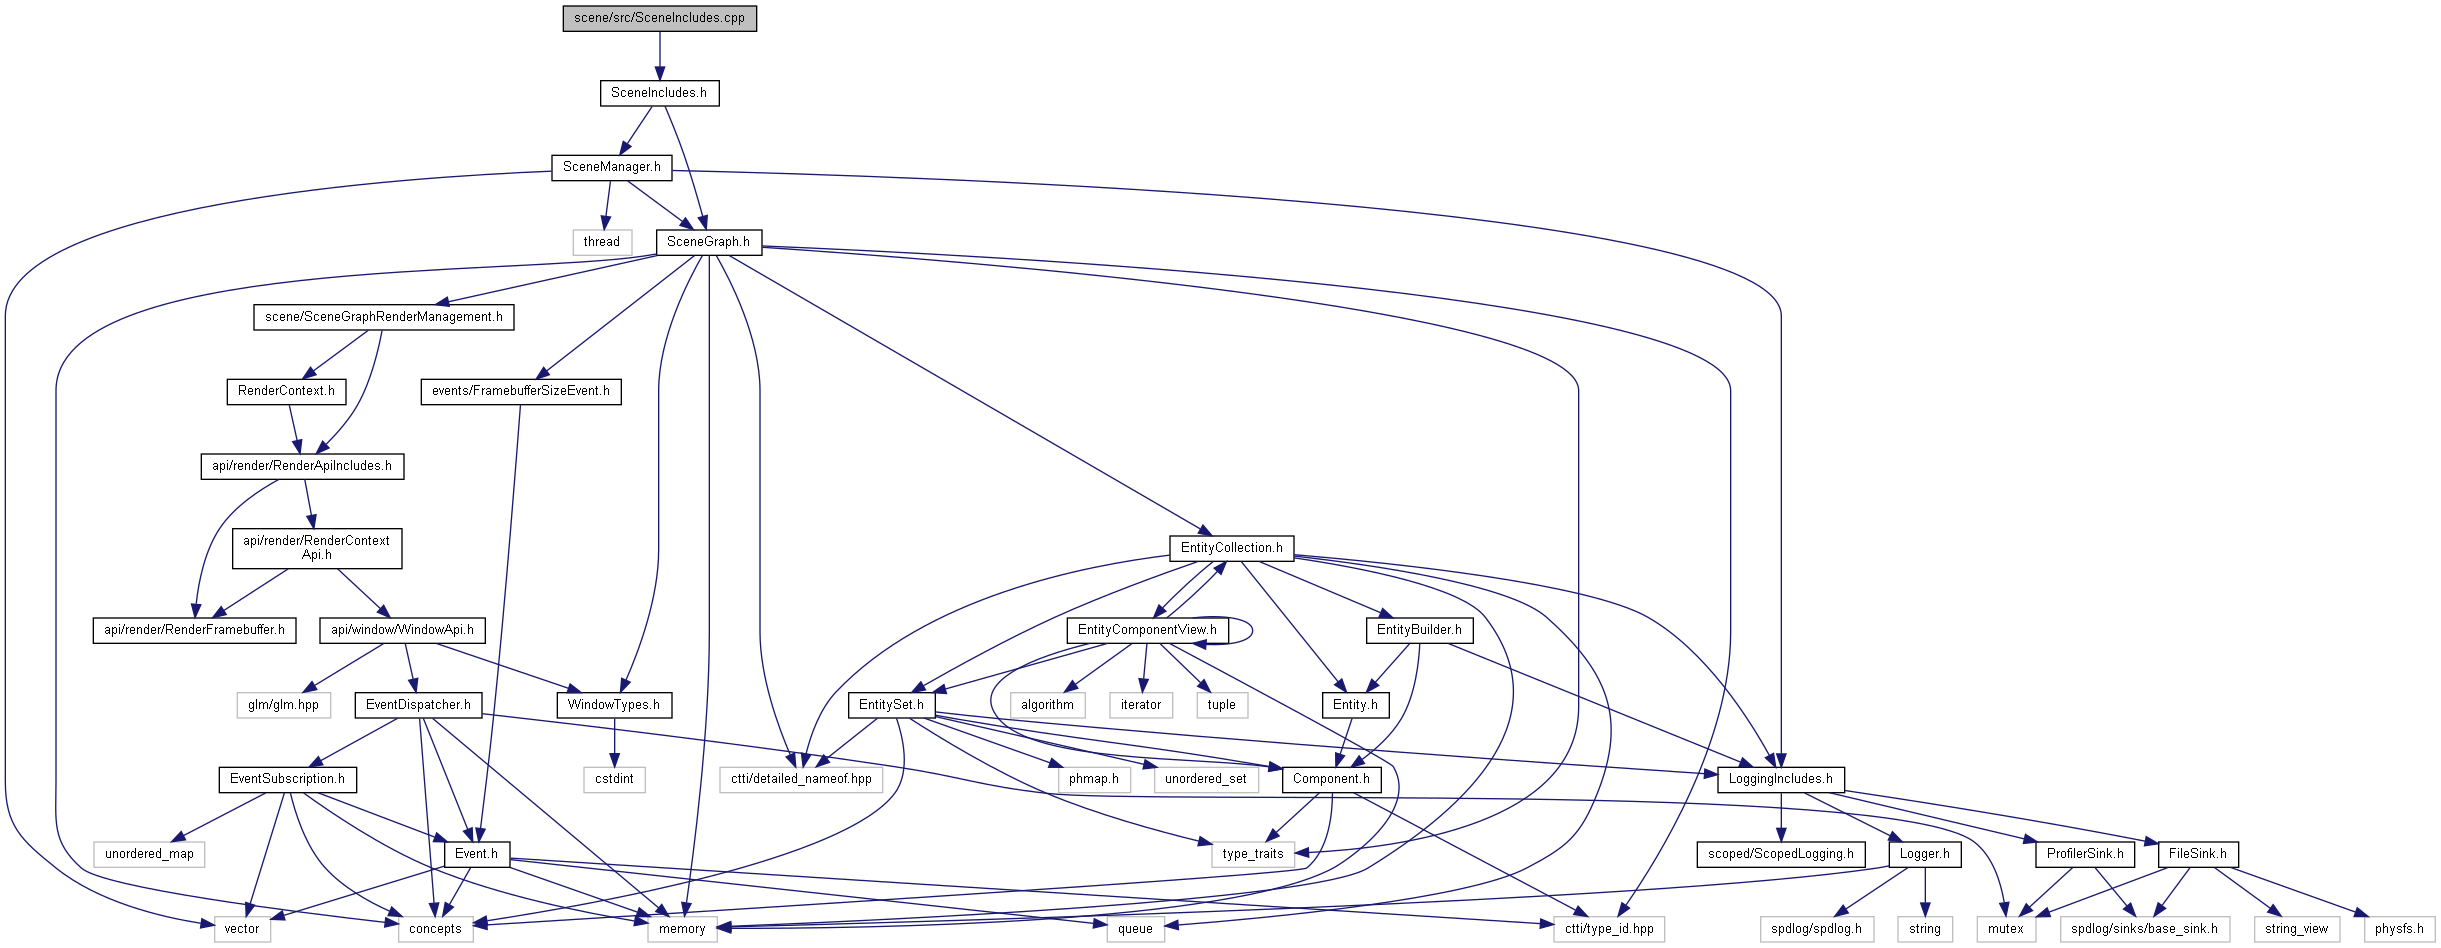 scene/src/SceneIncludes.cpp
SceneIncludes.h
SceneManager.h
thread
SceneGraph.h
scene/SceneGraphRenderManagement.h
RenderContext.h
events/FramebufferSizeEvent.h
api/render/RenderApiIncludes.h
api/render/RenderContext
Api.h
EntityCollection.h
api/render/RenderFramebuffer.h
api/window/WindowApi.h
EntityComponentView.h
EntityBuilder.h
glm/glm.hpp
EventDispatcher.h
WindowTypes.h
EntitySet.h
algorithm
iterator
tuple
Entity.h
EventSubscription.h
cstdint
ctti/detailed_nameof.hpp
phmap.h
unordered_set
Component.h
LoggingIncludes.h
unordered_map
Event.h
type_traits
scoped/ScopedLogging.h
Logger.h
ProfilerSink.h
FileSink.h
vector
concepts
memory
queue
ctti/type_id.hpp
spdlog/spdlog.h
string
mutex
spdlog/sinks/base_sink.h
string_view
physfs.h